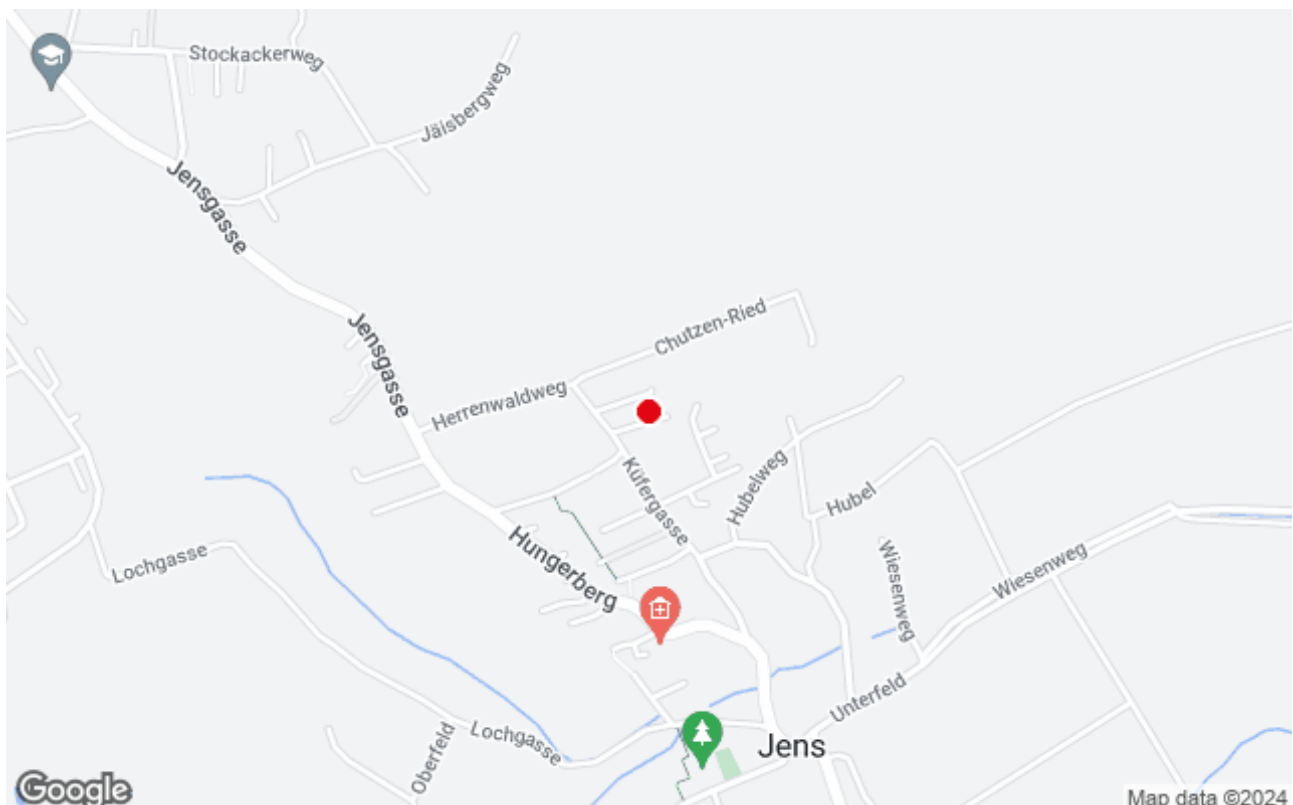 Stockackerweg
Jäisbergweg
Jensgasse
Jensgasse
Chutzen-Ried
Herrenwaldweg
Küfergasse
Hubelweg
Hubel
Hungerberg
Lochgasse
Wiesenweg
Wiesenweg
Unterfeld
Oberfeld
Lochgasse
Jens
Google
Map data ©2024